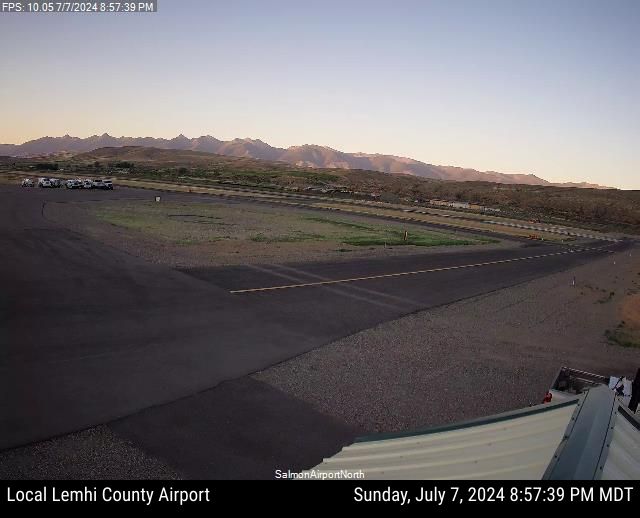 FPS: 10.05 7/7/2024 8:57:39 PM
SalmonAirportNorth
Local Lemhi County Airport
Sunday, July 7, 2024 8:57:39 PM MDT